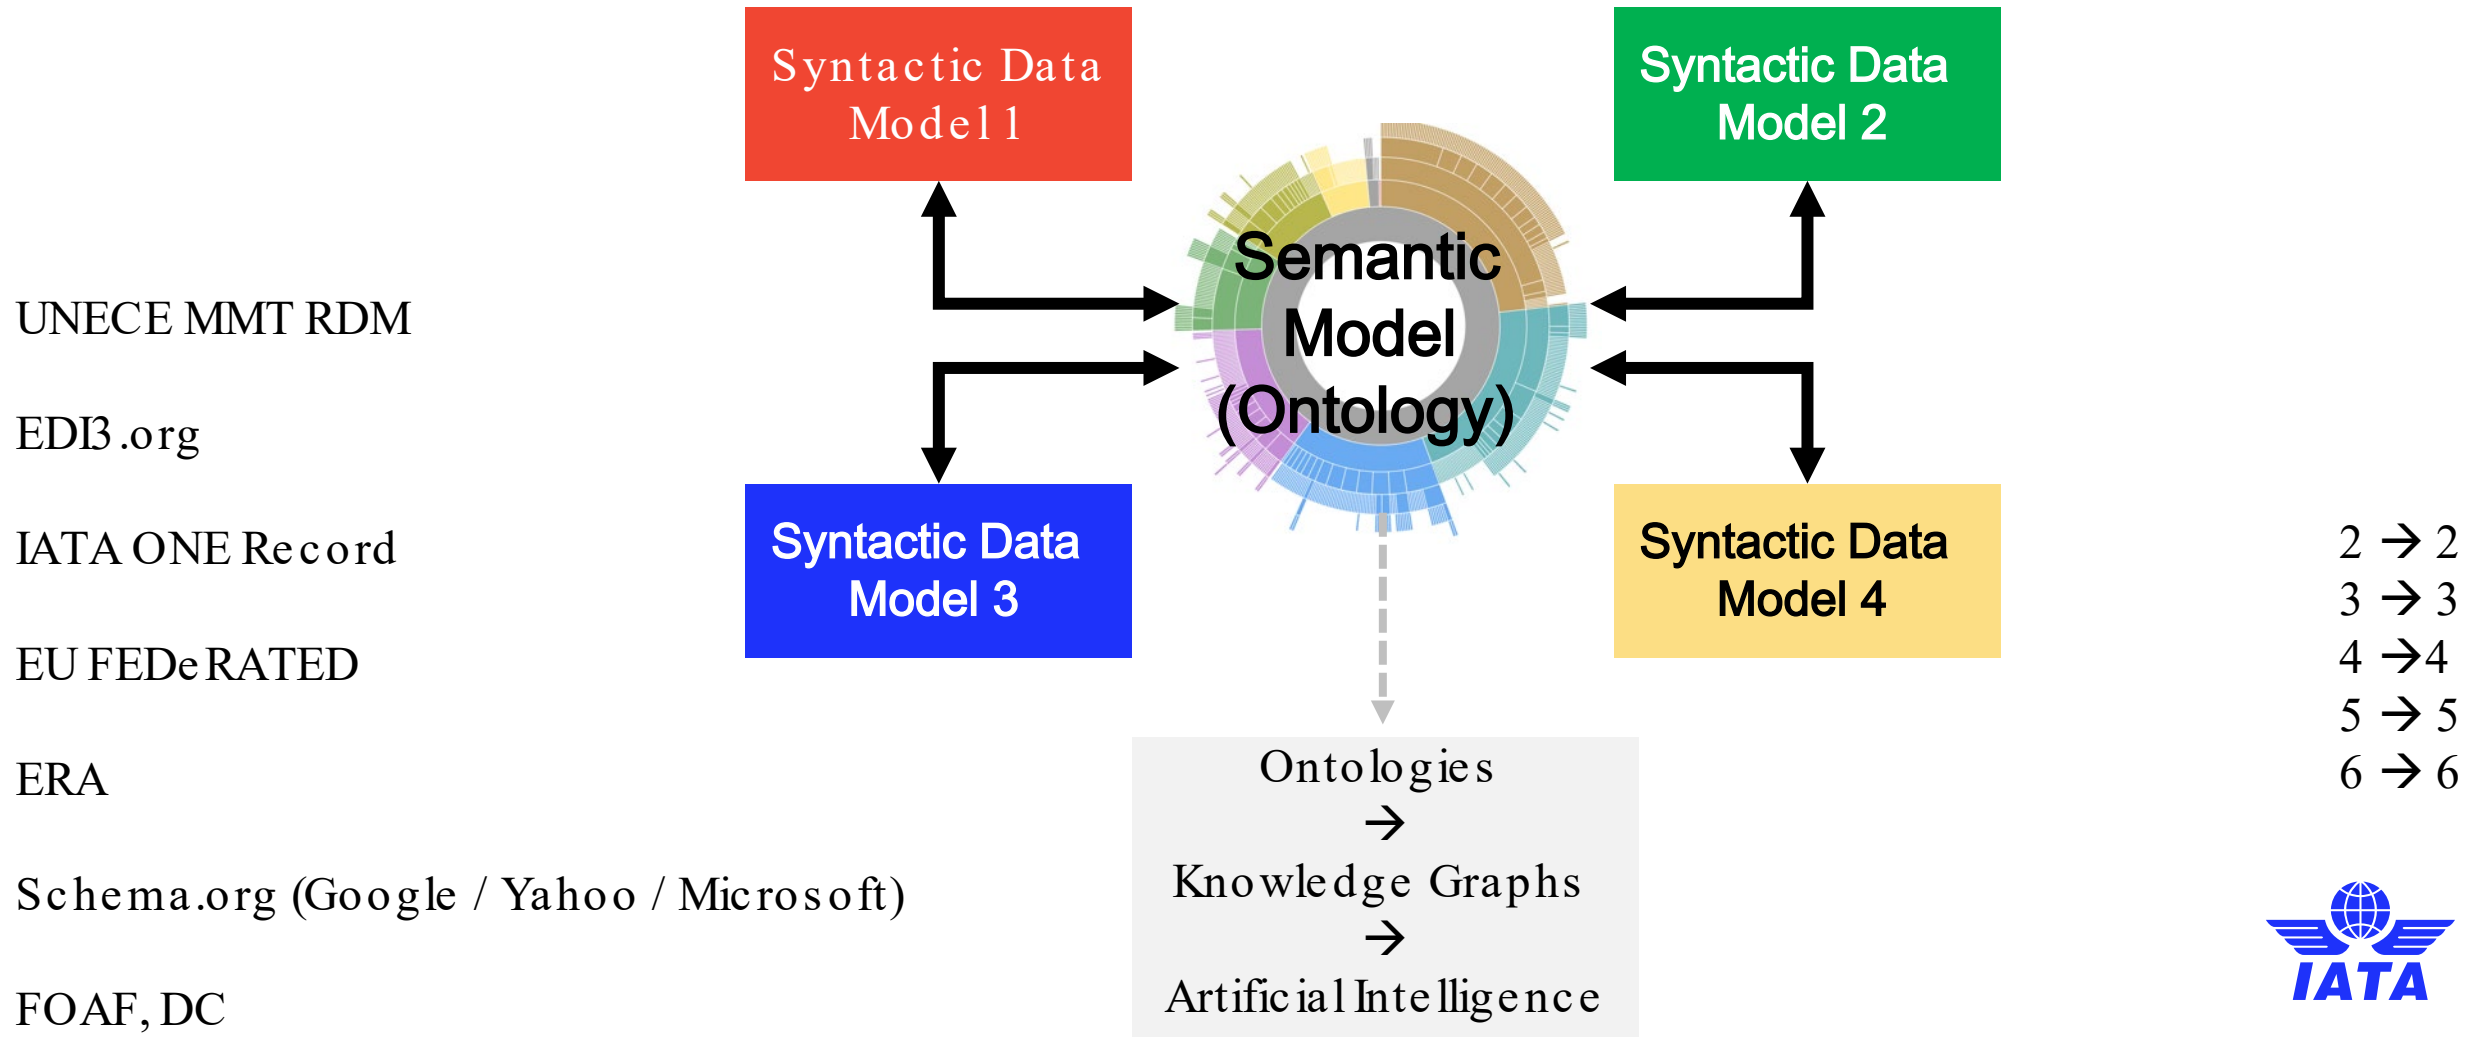 Syntactic Data
Model 1
Syntactic Data
Model 2
Semantic
Model
(Ontology)
UNECE MMT RDM
EDI3.org
IATA ONE Record
EU FEDeRATED
ERA
Schema.org (Google / Yahoo / Microsoft)
FOAF, DC
Syntactic Data
Model 3
Syntactic Data
Model 4
Ontologies
→
Knowledge Graphs
→
Artificial Intelligence
2 → 2
3 → 3
4 →4
5 → 5
6 → 6
IATA